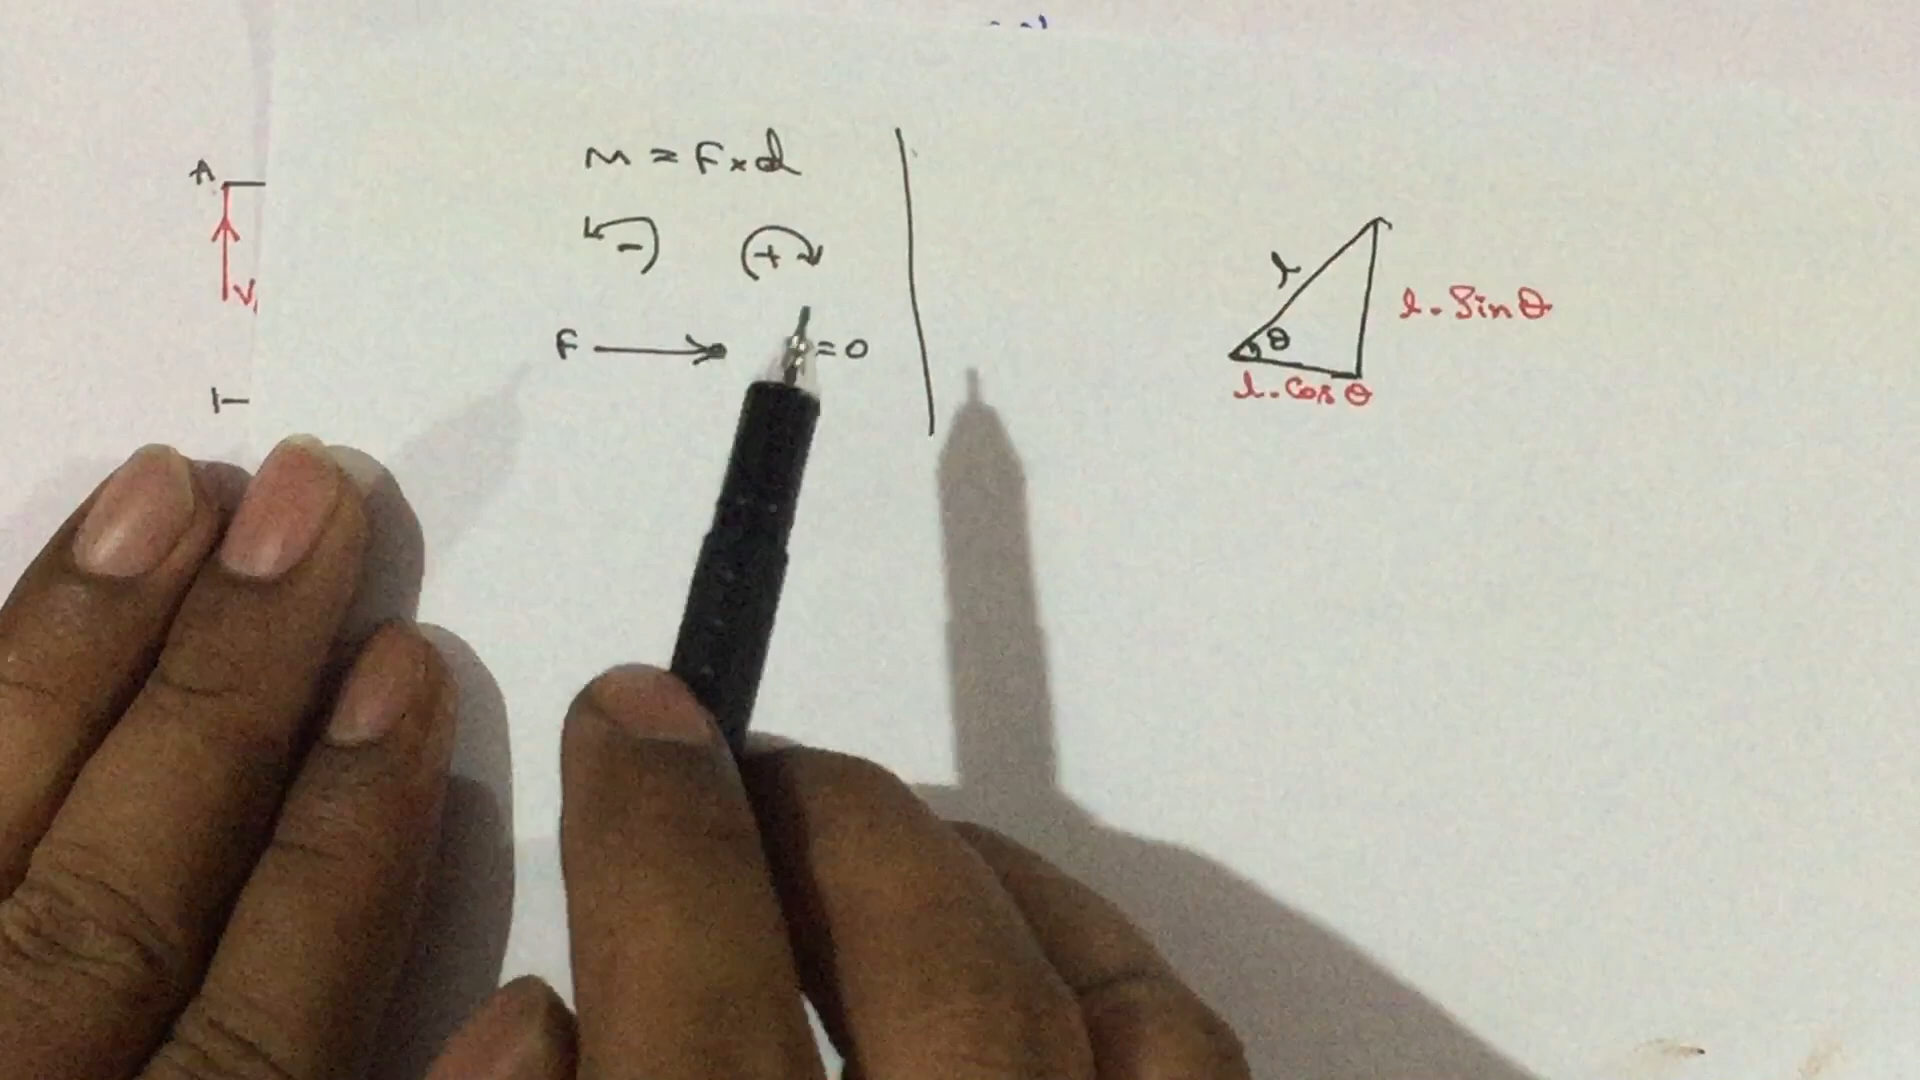 M = F × d
A
-
+
V
F = 0
l
l. Sin θ
θ
l. Cos θ